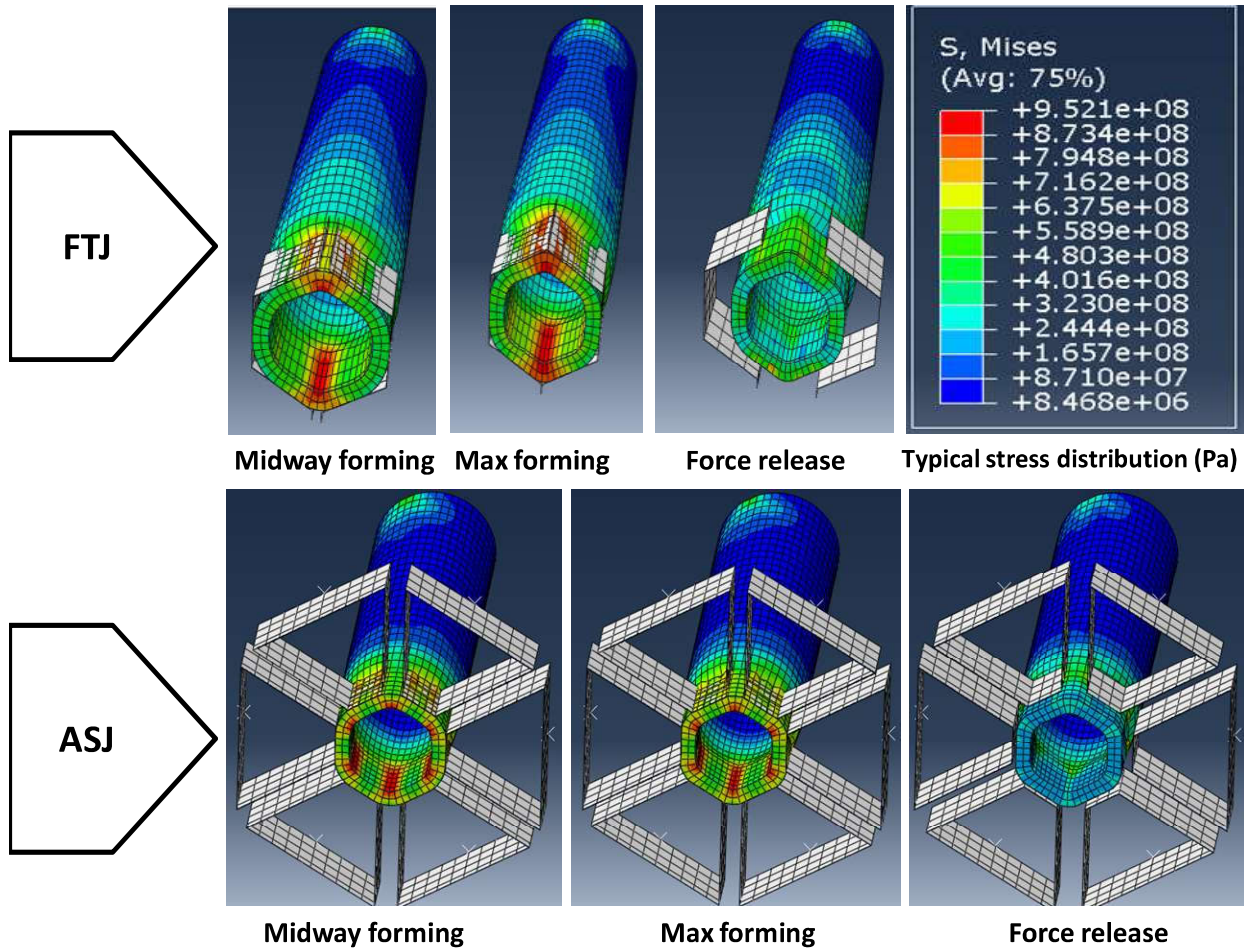 FTJ
S, Mises
(Avg: 75%)
+9.521e+08
+8.734e+08
+7.948e+08
+7.162e+08
+6.375e+08
+5.589e+08
+4.803e+08
+4.016e+08
+3.230e+08
+2.444e+08
+1.657e+08
+8.710e+07
+8.468e+06
Midway forming
Max forming
Force release
Typical stress distribution (Pa)
ASJ
Midway forming
Max forming
Force release